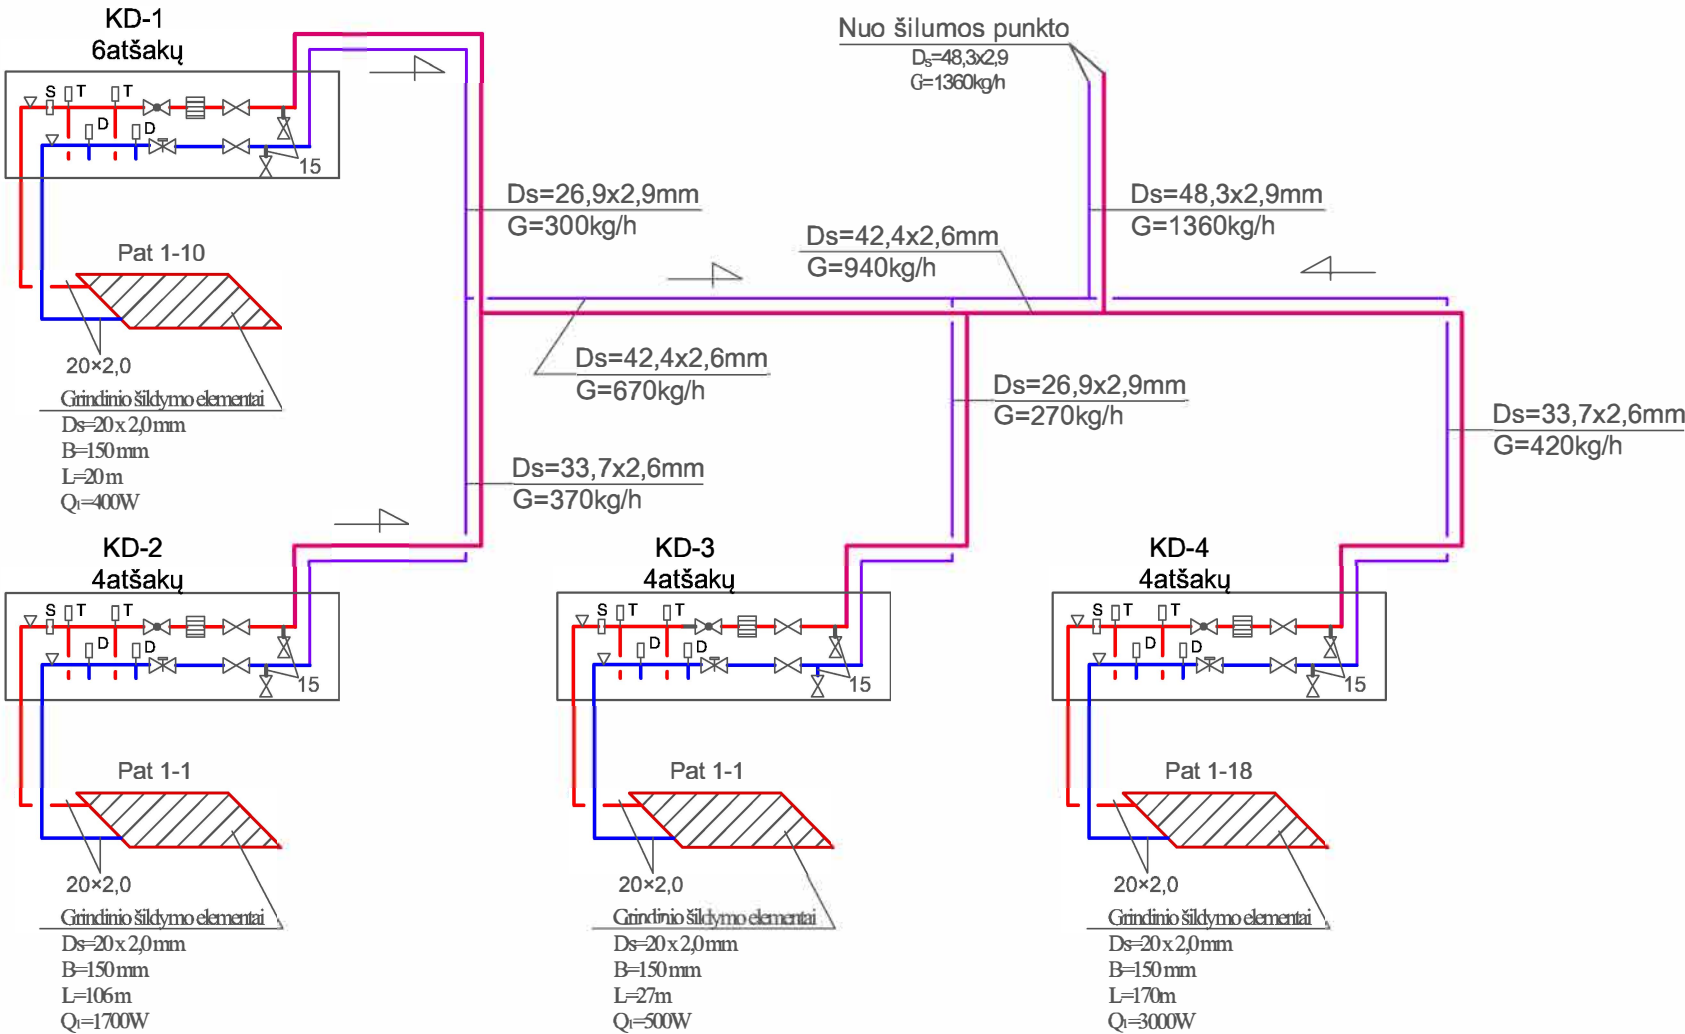 KD-1
6atšakų
S
T
T
D
D
15
Pat 1-10
20×2,0
Grindinio šildymo elementai
Ds=20x2,0mm
B=150mm
L=20m
Q₁=400W
Nuo šilumos punkto
Ds=48,3x2,9
G=1360kg/h
Ds=26,9x2,9mm
G=300kg/h
Ds=42,4x2,6mm
G=940kg/h
Ds=48,3x2,9mm
G=1360kg/h
Ds=42,4x2,6mm
G=670kg/h
Ds=26,9x2,9mm
G=270kg/h
Ds=33,7x2,6mm
G=420kg/h
Ds=33,7x2,6mm
G=370kg/h
KD-2
4atšakų
S
T
T
D
D
15
Pat 1-1
20×2,0
Grindinio šildymo elementai
Ds=20x2,0mm
B=150mm
L=106m
Q₁=1700W
KD-3
4atšakų
S
T
T
D
D
15
Pat 1-1
20×2,0
Grindinio šildymo elementai
Ds=20x2,0mm
B=150mm
L=27m
Q₁=500W
KD-4
4atšakų
S
T
T
D
D
15
Pat 1-18
20×2,0
Grindinio šildymo elementai
Ds=20x2,0mm
B=150mm
L=170m
Q₁=3000W